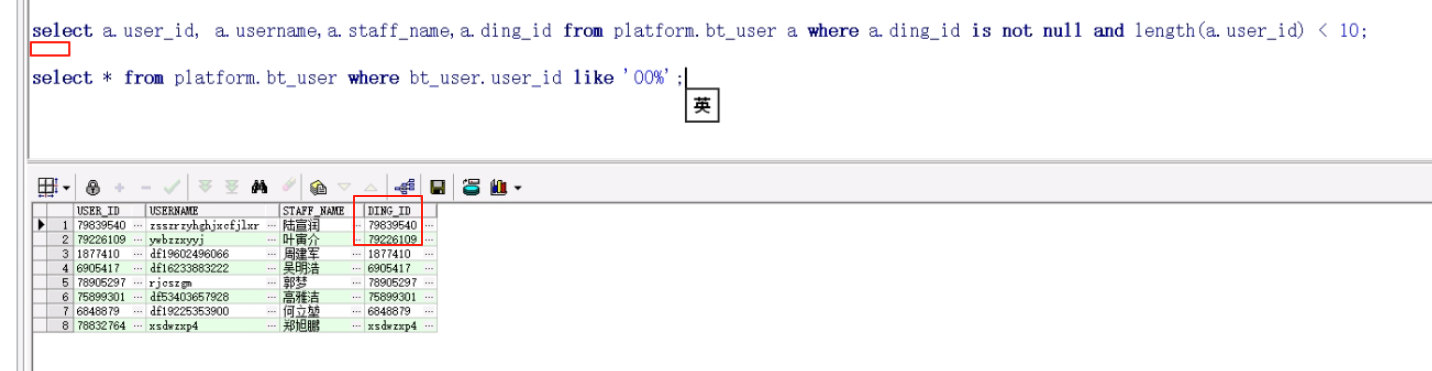 select a.user_id, a.username,a.staff_name,a.ding_id from platform.bt_user a where a.ding_id is not null and length(a.user_id) < 10;
select * from platform.bt_user where bt_user.user_id like '00%';
英
USER_ID USERNAME STAFF_NAME DING_ID
1 79839540 ··· zsszrzyhghjxcfjlxr ··· 陆宣润 ··· 79839540 ···
2 79226109 ··· ywbzzxyyj ··· 叶寅介 ··· 79226109 ···
3 1877410 ··· df19602496066 ··· 周建军 ··· 1877410 ···
4 6905417 ··· df16233883222 ··· 吴明浩 ··· 6905417 ···
5 78905297 ··· rjcszgm ··· 郭梦 ··· 78905297 ···
6 75899301 ··· df53403657928 ··· 高雅洁 ··· 75899301 ···
7 6848879 ··· df19225353900 ··· 何立堃 ··· 6848879 ···
8 78832764 ··· xsdwzxp4 ··· 郑旭鹏 ··· xsdwzxp4 ···